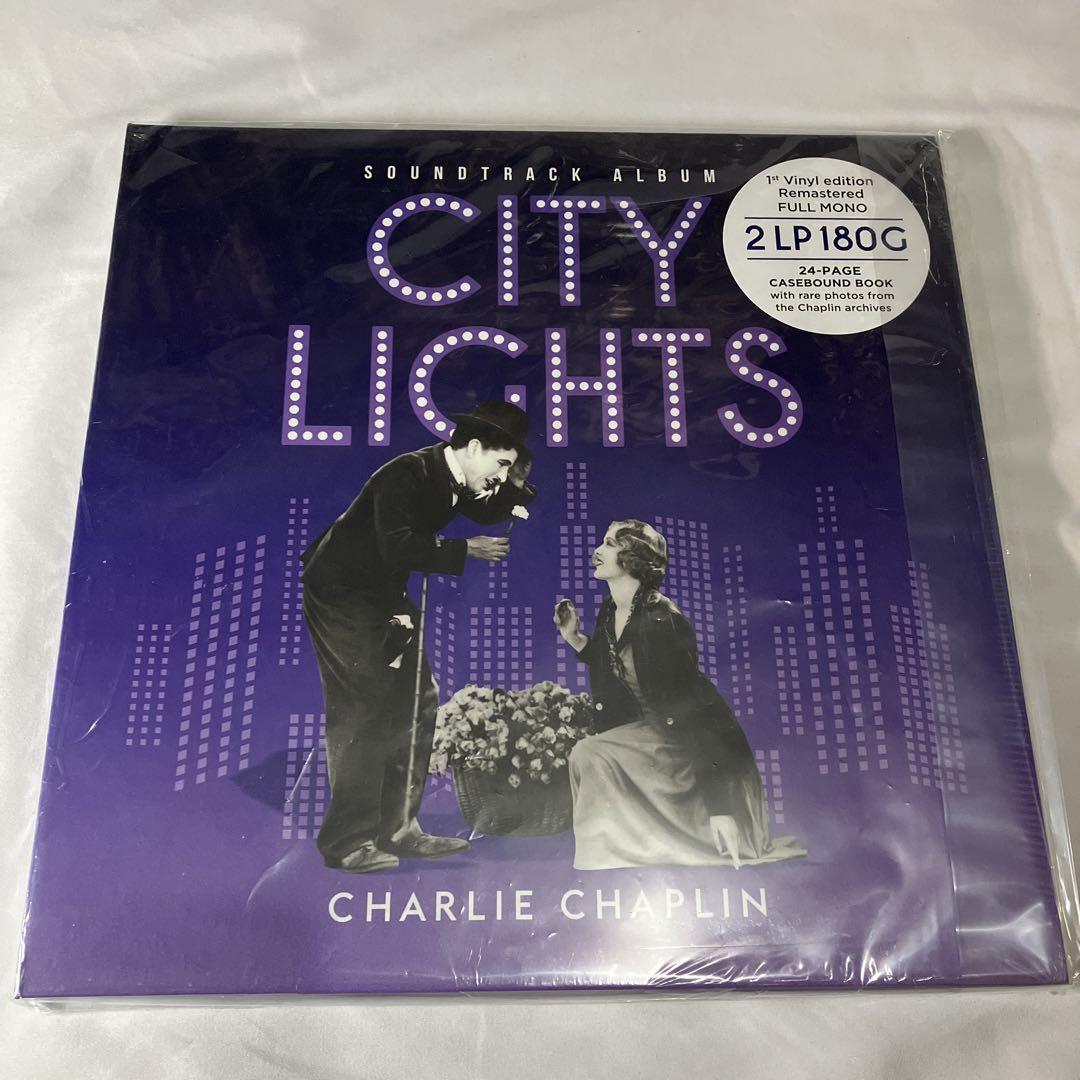 SOUNDTRACK ALBUM
CITY
LIGHTS
1st Vinyl edition
Remastered
FULL MONO
2 LP 180G
24-PAGE
CASEBOUND BOOK
with rare photos from
the Chaplin archives
CHARLIE CHAPLIN